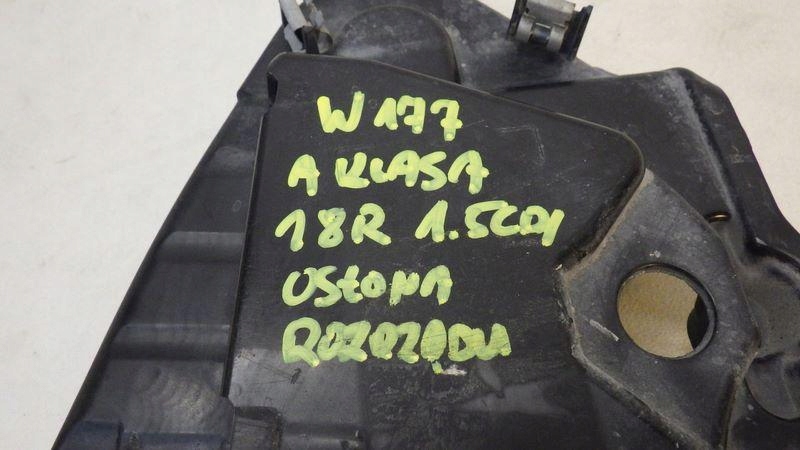 W177
A KLASA
18R 1.5CDI
OSŁONA
ROZRZĄDU